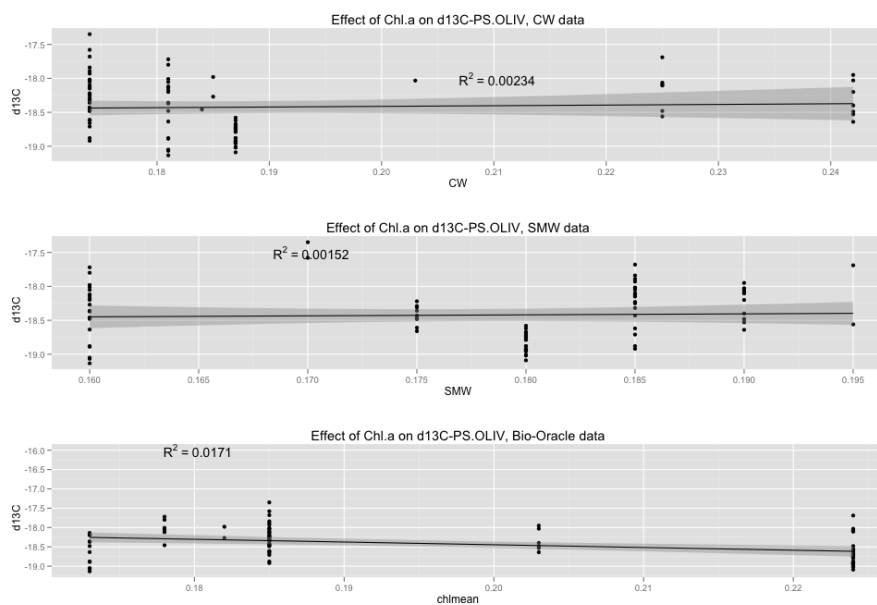 Effect of Chl.a on d13C-PS.OLIV, CW data
R² = 0.00234
d13C
-17.5
-18.0
-18.5
-19.0
0.18 0.19 0.20 0.21 0.22 0.23 0.24
CW
Effect of Chl.a on d13C-PS.OLIV, SMW data
R² = 0.00152
d13C
-17.5
-18.0
-18.5
-19.0
0.160 0.165 0.170 0.175 0.180 0.185 0.190 0.195
SMW
Effect of Chl.a on d13C-PS.OLIV, Bio-Oracle data
R² = 0.0171
d13C
-16.0
-16.5
-17.0
-17.5
-18.0
-18.5
-19.0
0.18 0.19 0.20 0.21 0.22
chlmean